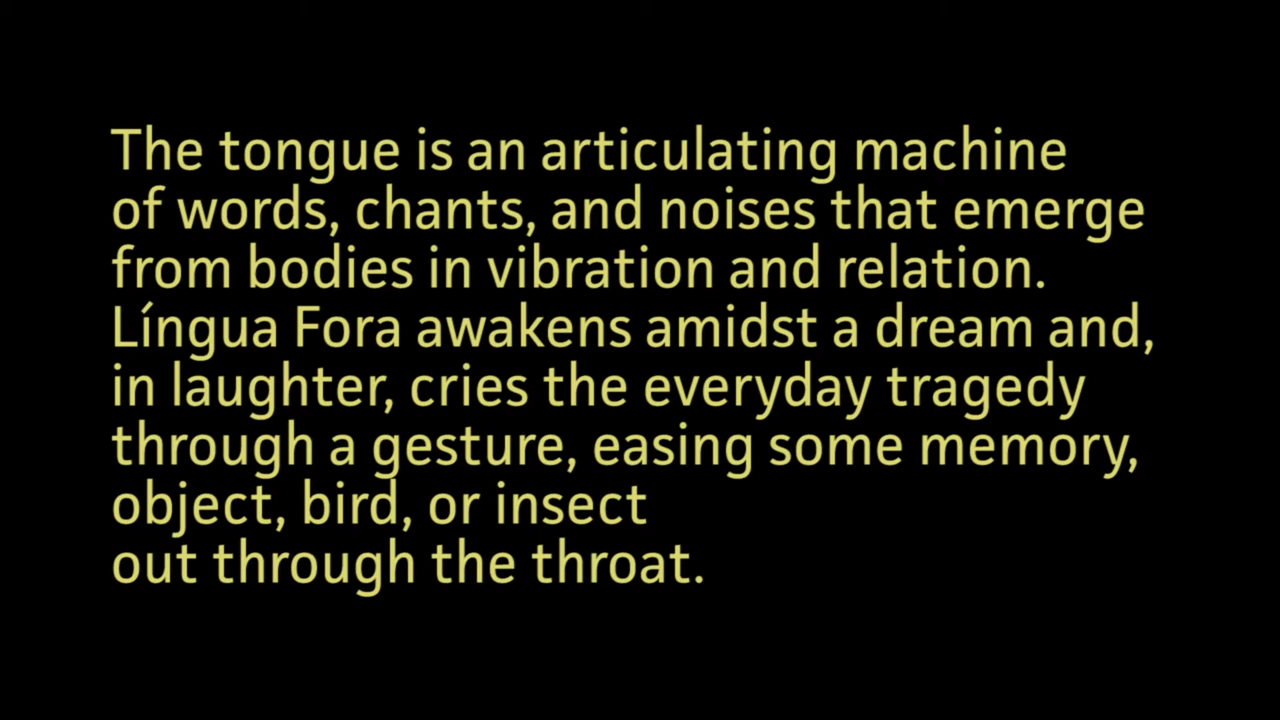 The tongue is an articulating machine
of words, chants, and noises that emerge
from bodies in vibration and relation.
Língua Fora awakens amidst a dream and,
in laughter, cries the everyday tragedy
through a gesture, easing some memory,
object, bird, or insect
out through the throat.